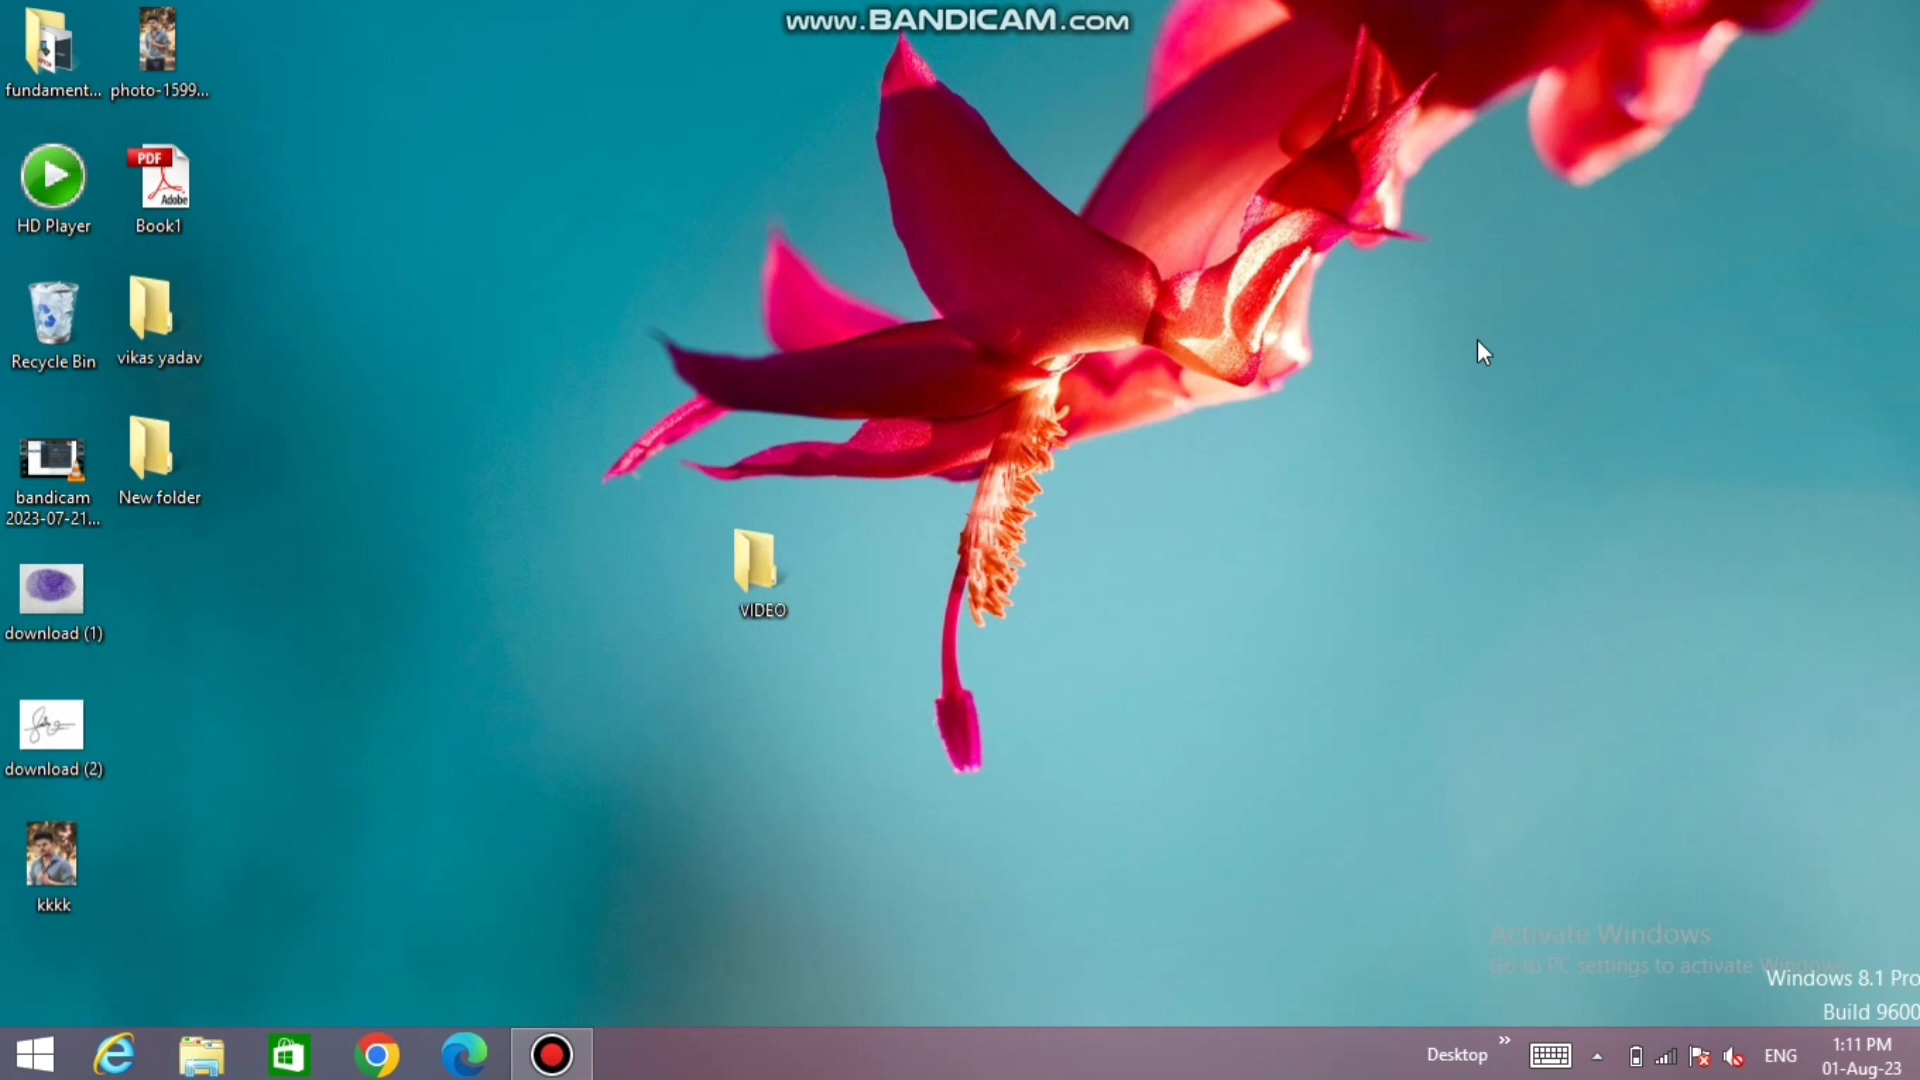 www.BANDICAM.com
fundament...
photo-1599...
HD Player
PDF
Adobe
Book1
Recycle Bin
vikas yadav
bandicam
2023-07-21...
New folder
VIDEO
download (1)
download (2)
kkkk
Activate Windows
Go to PC settings to activate Windows.
Windows 8.1 Pro
Build 9600
Desktop
ENG
1:11 PM
01-Aug-23